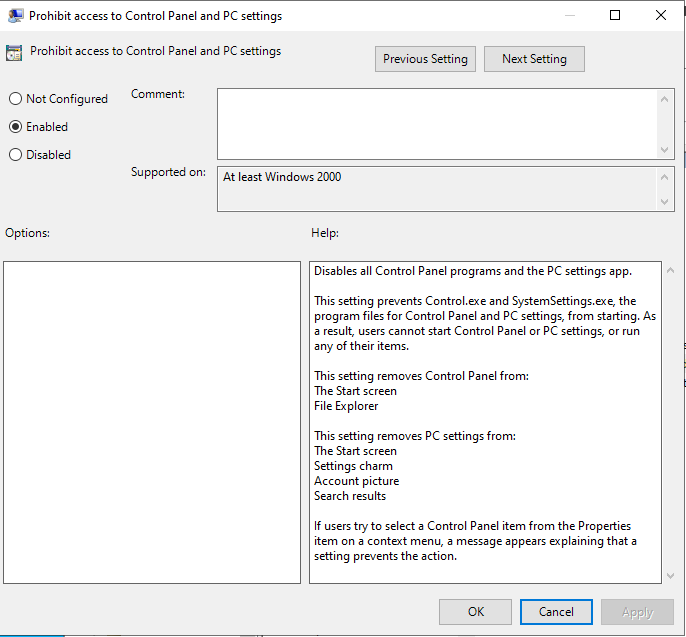 Prohibit access to Control Panel and PC settings
Prohibit access to Control Panel and PC settings
Previous Setting
Next Setting
Not Configured
Enabled
Disabled
Comment:
Supported on:
At least Windows 2000
Options:
Help:
Disables all Control Panel programs and the PC settings app.
This setting prevents Control.exe and SystemSettings.exe, the
program files for Control Panel and PC settings, from starting. As
a result, users cannot start Control Panel or PC settings, or run
any of their items.
This setting removes Control Panel from:
The Start screen
File Explorer
This setting removes PC settings from:
The Start screen
Settings charm
Account picture
Search results
If users try to select a Control Panel item from the Properties
item on a context menu, a message appears explaining that a
setting prevents the action.
OK
Cancel
Apply